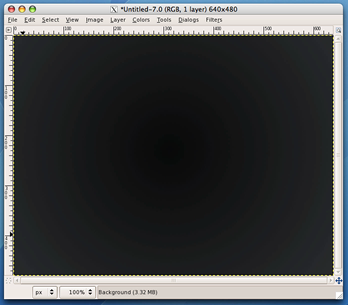 *Untitled-7.0 (RGB, 1 layer) 640x480
File Edit Select View Image Layer Colors Tools Dialogs Filters
0 100 200 300 400 500 600
px 100% Background (3.32 MB)